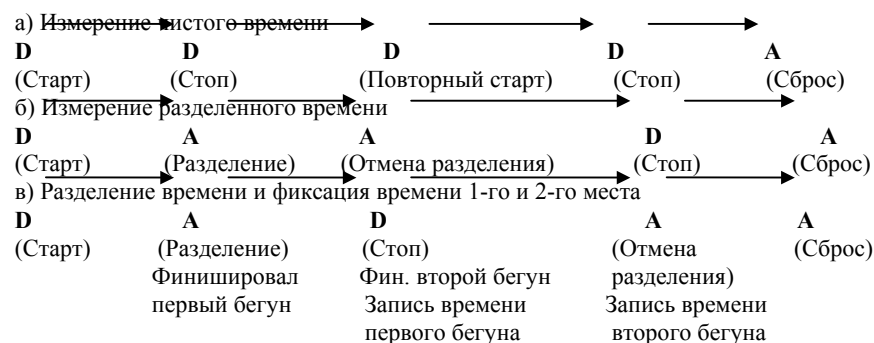 а) Измерение чистого времени
D D D D A
(Старт) (Стоп) (Повторный старт) (Стоп) (Сброс)
б) Измерение разделенного времени
D A A D A
(Старт) (Разделение) (Отмена разделения) (Стоп) (Сброс)
в) Разделение времени и фиксация времени 1-го и 2-го места
D A D A A
(Старт) (Разделение) (Стоп) (Отмена (Сброс)
Финишировал Фин. второй бегун разделения)
первый бегун Запись времени Запись времени
первого бегуна второго бегуна